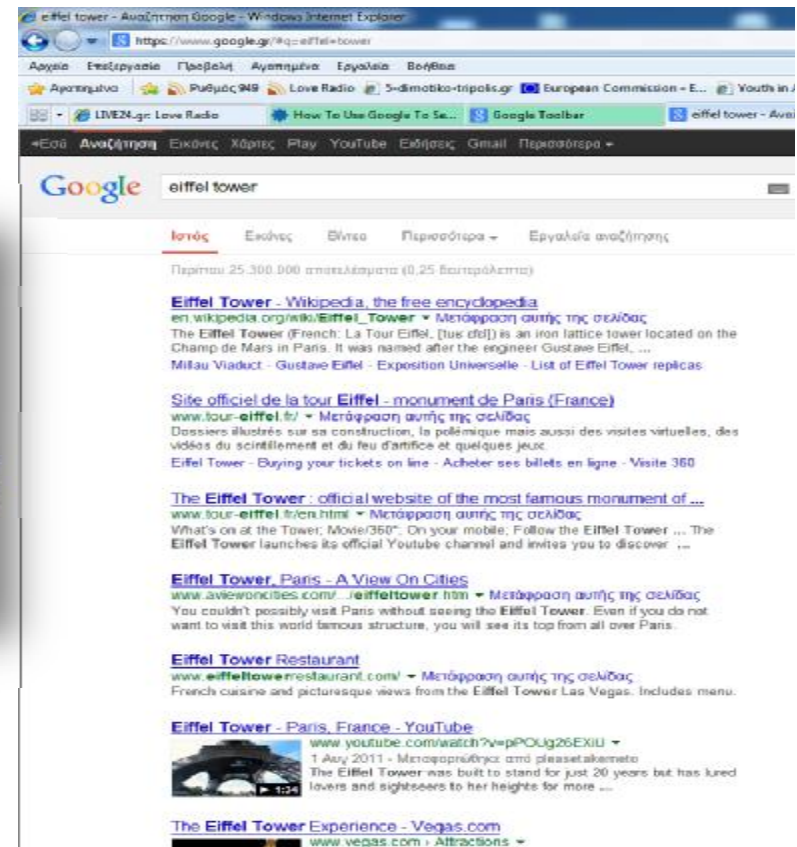 eiffel tower - Αναζήτηση Google - Windows Internet Explorer
https://www.google.gr/#q=eiffel+tower
Αρχείο Επεξεργασία Προβολή Αγαπημένα Εργαλεία Βοήθεια
Αγαπημένα Ρυθμός 949 Love Radio 5-dimotiko-tripolis.gr European Commission - E... Youth in A
LIVE24.gr: Love Radio How To Use Google To Se... Google Toolbar eiffel tower - Ανα
+Εσύ Αναζήτηση Εικόνες Χάρτες Play YouTube Ειδήσεις Gmail Περισσότερα
Google eiffel tower
Ιστός Εικόνες Βίντεο Περισσότερα Εργαλεία αναζήτησης
Περίπου 25.300.000 αποτελέσματα (0,25 δευτερόλεπτα)
Eiffel Tower - Wikipedia, the free encyclopedia
en.wikipedia.org/wiki/Eiffel_Tower Μετάφραση αυτής της σελίδας
The Eiffel Tower (French: La Tour Eiffel, is an iron lattice tower located on the
Champ de Mars in Paris. It was named after the engineer Gustave Eiffel, ...
Millau Viaduct - Gustave Eiffel - Exposition Universelle - List of Eiffel Tower replicas
Site officiel de la tour Eiffel - monument de Paris (France)
www.tour-eiffel.fr/ Μετάφραση αυτής της σελίδας
Dossiers illustrés sur sa construction, la polémique mais aussi des visites virtuelles, des
vidéos du scintillement et du feu d'artifice et quelques jeux.
Eiffel Tower - Buying your tickets on line - Acheter ses billets en ligne - Visite 360
The Eiffel Tower : official website of the most famous monument of ...
www.tour-eiffel.fr/en.html Μετάφραση αυτής της σελίδας
What's on at the Tower; Movie/360°; On your mobile; Follow the Eiffel Tower ... The
Eiffel Tower launches its official Youtube channel and invites you to discover ...
Eiffel Tower, Paris - A View On Cities
www.aviewoncities.com/.../eiffeltower.htm Μετάφραση αυτής της σελίδας
You couldn't possibly visit Paris without seeing the Eiffel Tower. Even if you do not
want to visit this world famous structure, you will see its top from all over Paris.
Eiffel Tower Restaurant
www.eiffeltowerrestaurant.com/ Μετάφραση αυτής της σελίδας
French cuisine and picturesque views from the Eiffel Tower Las Vegas. Includes menu.
Eiffel Tower - Paris, France - YouTube
www.youtube.com/watch?v=pPOUg26EXiU
1 Αυγ 2011 - Μεταφορτώθηκε από pleasetakemeto
The Eiffel Tower was built to stand for just 20 years but has lured
lovers and sightseers to her heights for more ...
1:34
The Eiffel Tower Experience - Vegas.com
www.vegas.com › Attractions